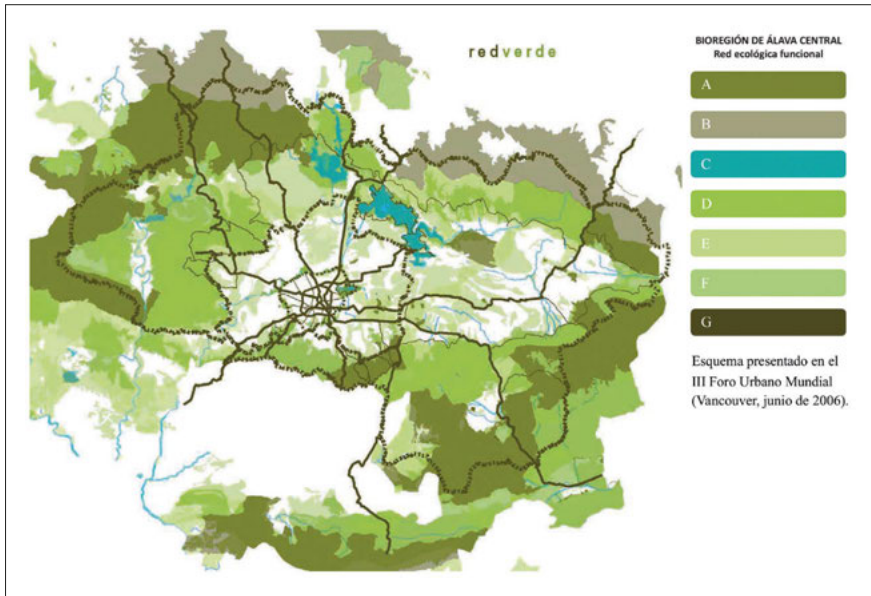 redverde
BIOREGIÓN DE ÁLAVA CENTRAL
Red ecológica funcional
A
B
C
D
E
F
G
Esquema presentado en el
III Foro Urbano Mundial
(Vancouver, junio de 2006).